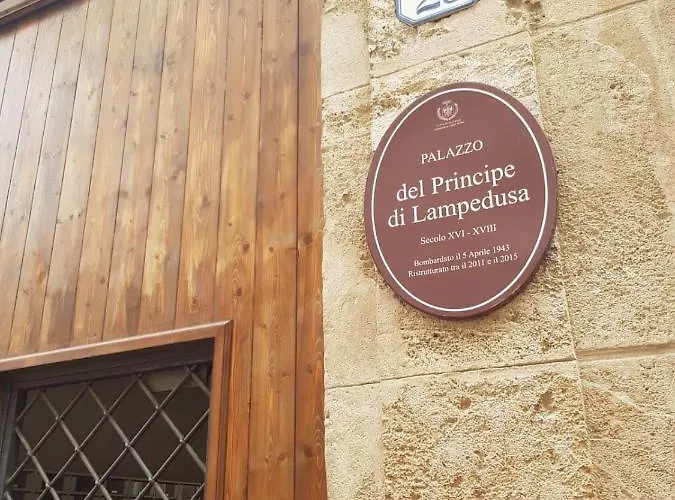 PALAZZO
del Principe
di Lampedusa
Secolo XVI - XVIII
Bombardato il 5 Aprile 1943
Ristrutturato tra il 2011 e il 2015